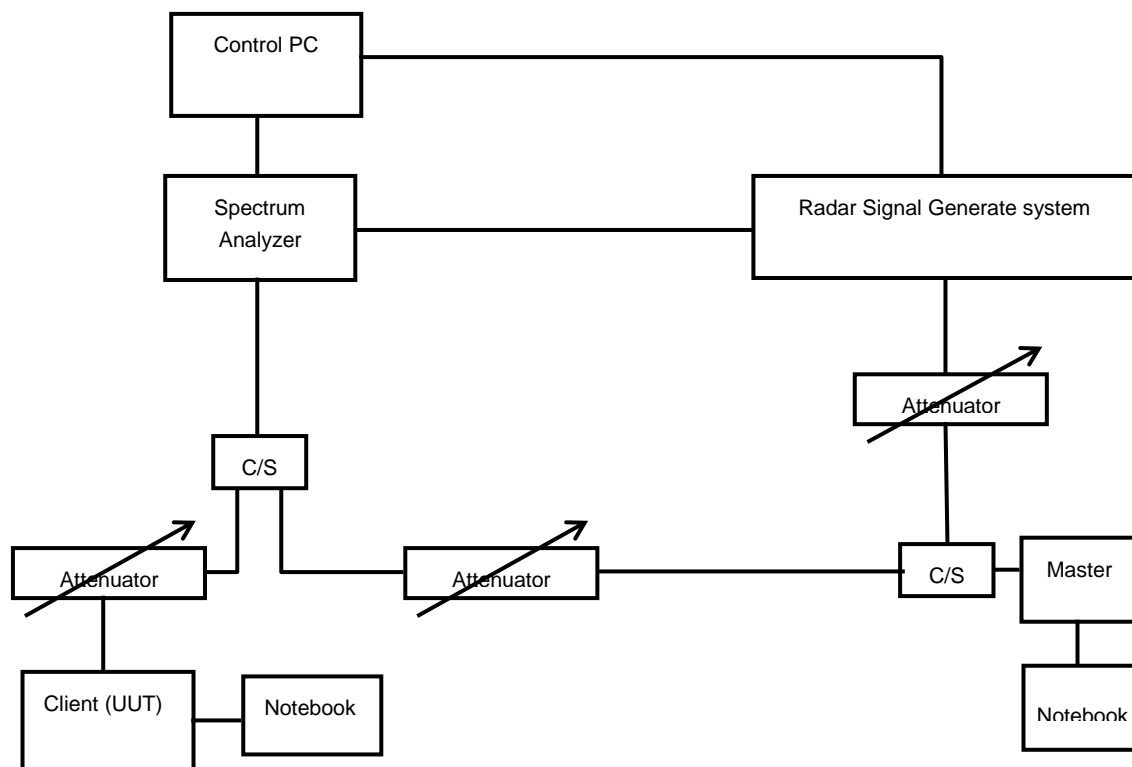 Control PC
Spectrum
Analyzer
Radar Signal Generate system
Attenuator
C/S
Attenuator
Attenuator
C/S
Master
Client (UUT)
Notebook
Notebook